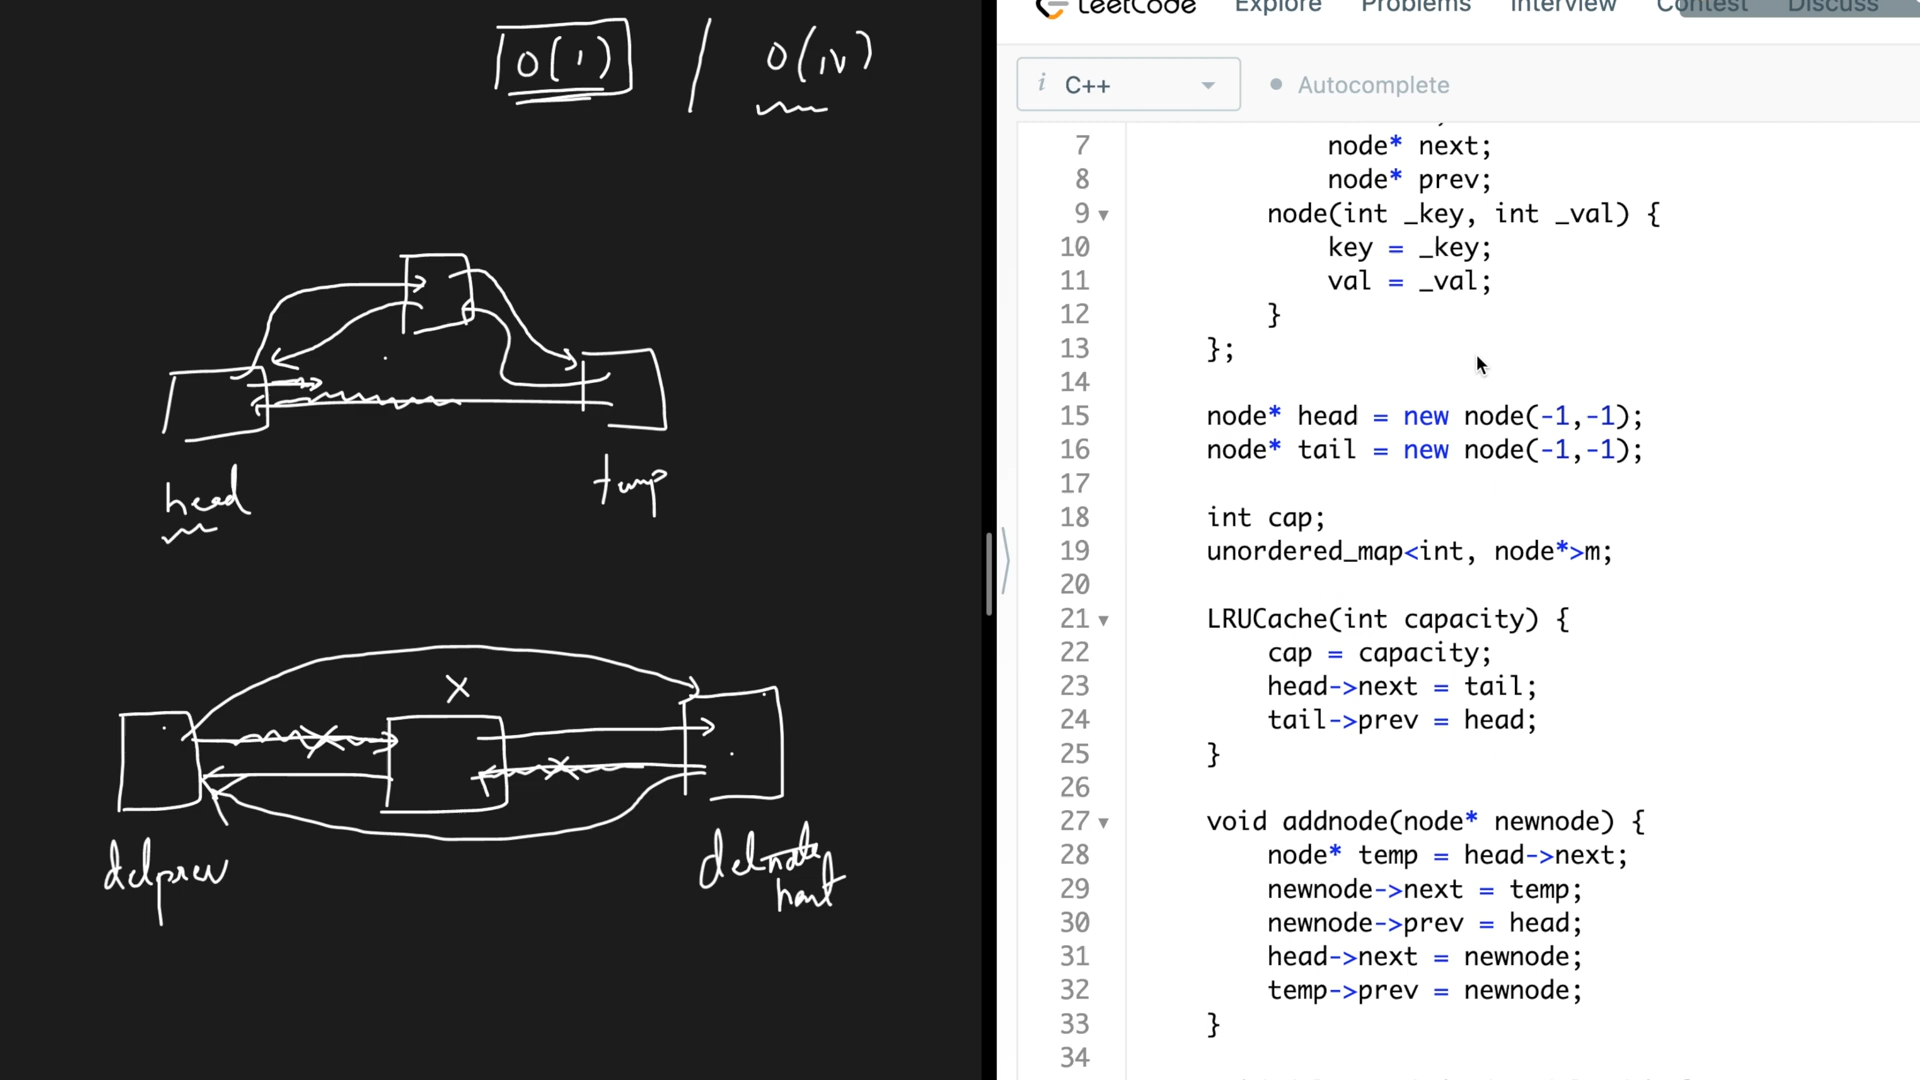 O(1) / O(N)
head
temp
X
delprev
delnode
next
LeetCode Explore Problems Interview Contest Discuss
i C++ Autocomplete
7 node* next;
8 node* prev;
9 node(int _key, int _val) {
10 key = _key;
11 val = _val;
12 }
13 };
14
15 node* head = new node(-1,-1);
16 node* tail = new node(-1,-1);
17
18 int cap;
19 unordered_map<int, node*>m;
20
21 LRUCache(int capacity) {
22 cap = capacity;
23 head->next = tail;
24 tail->prev = head;
25 }
26
27 void addnode(node* newnode) {
28 node* temp = head->next;
29 newnode->next = temp;
30 newnode->prev = head;
31 head->next = newnode;
32 temp->prev = newnode;
33 }
34